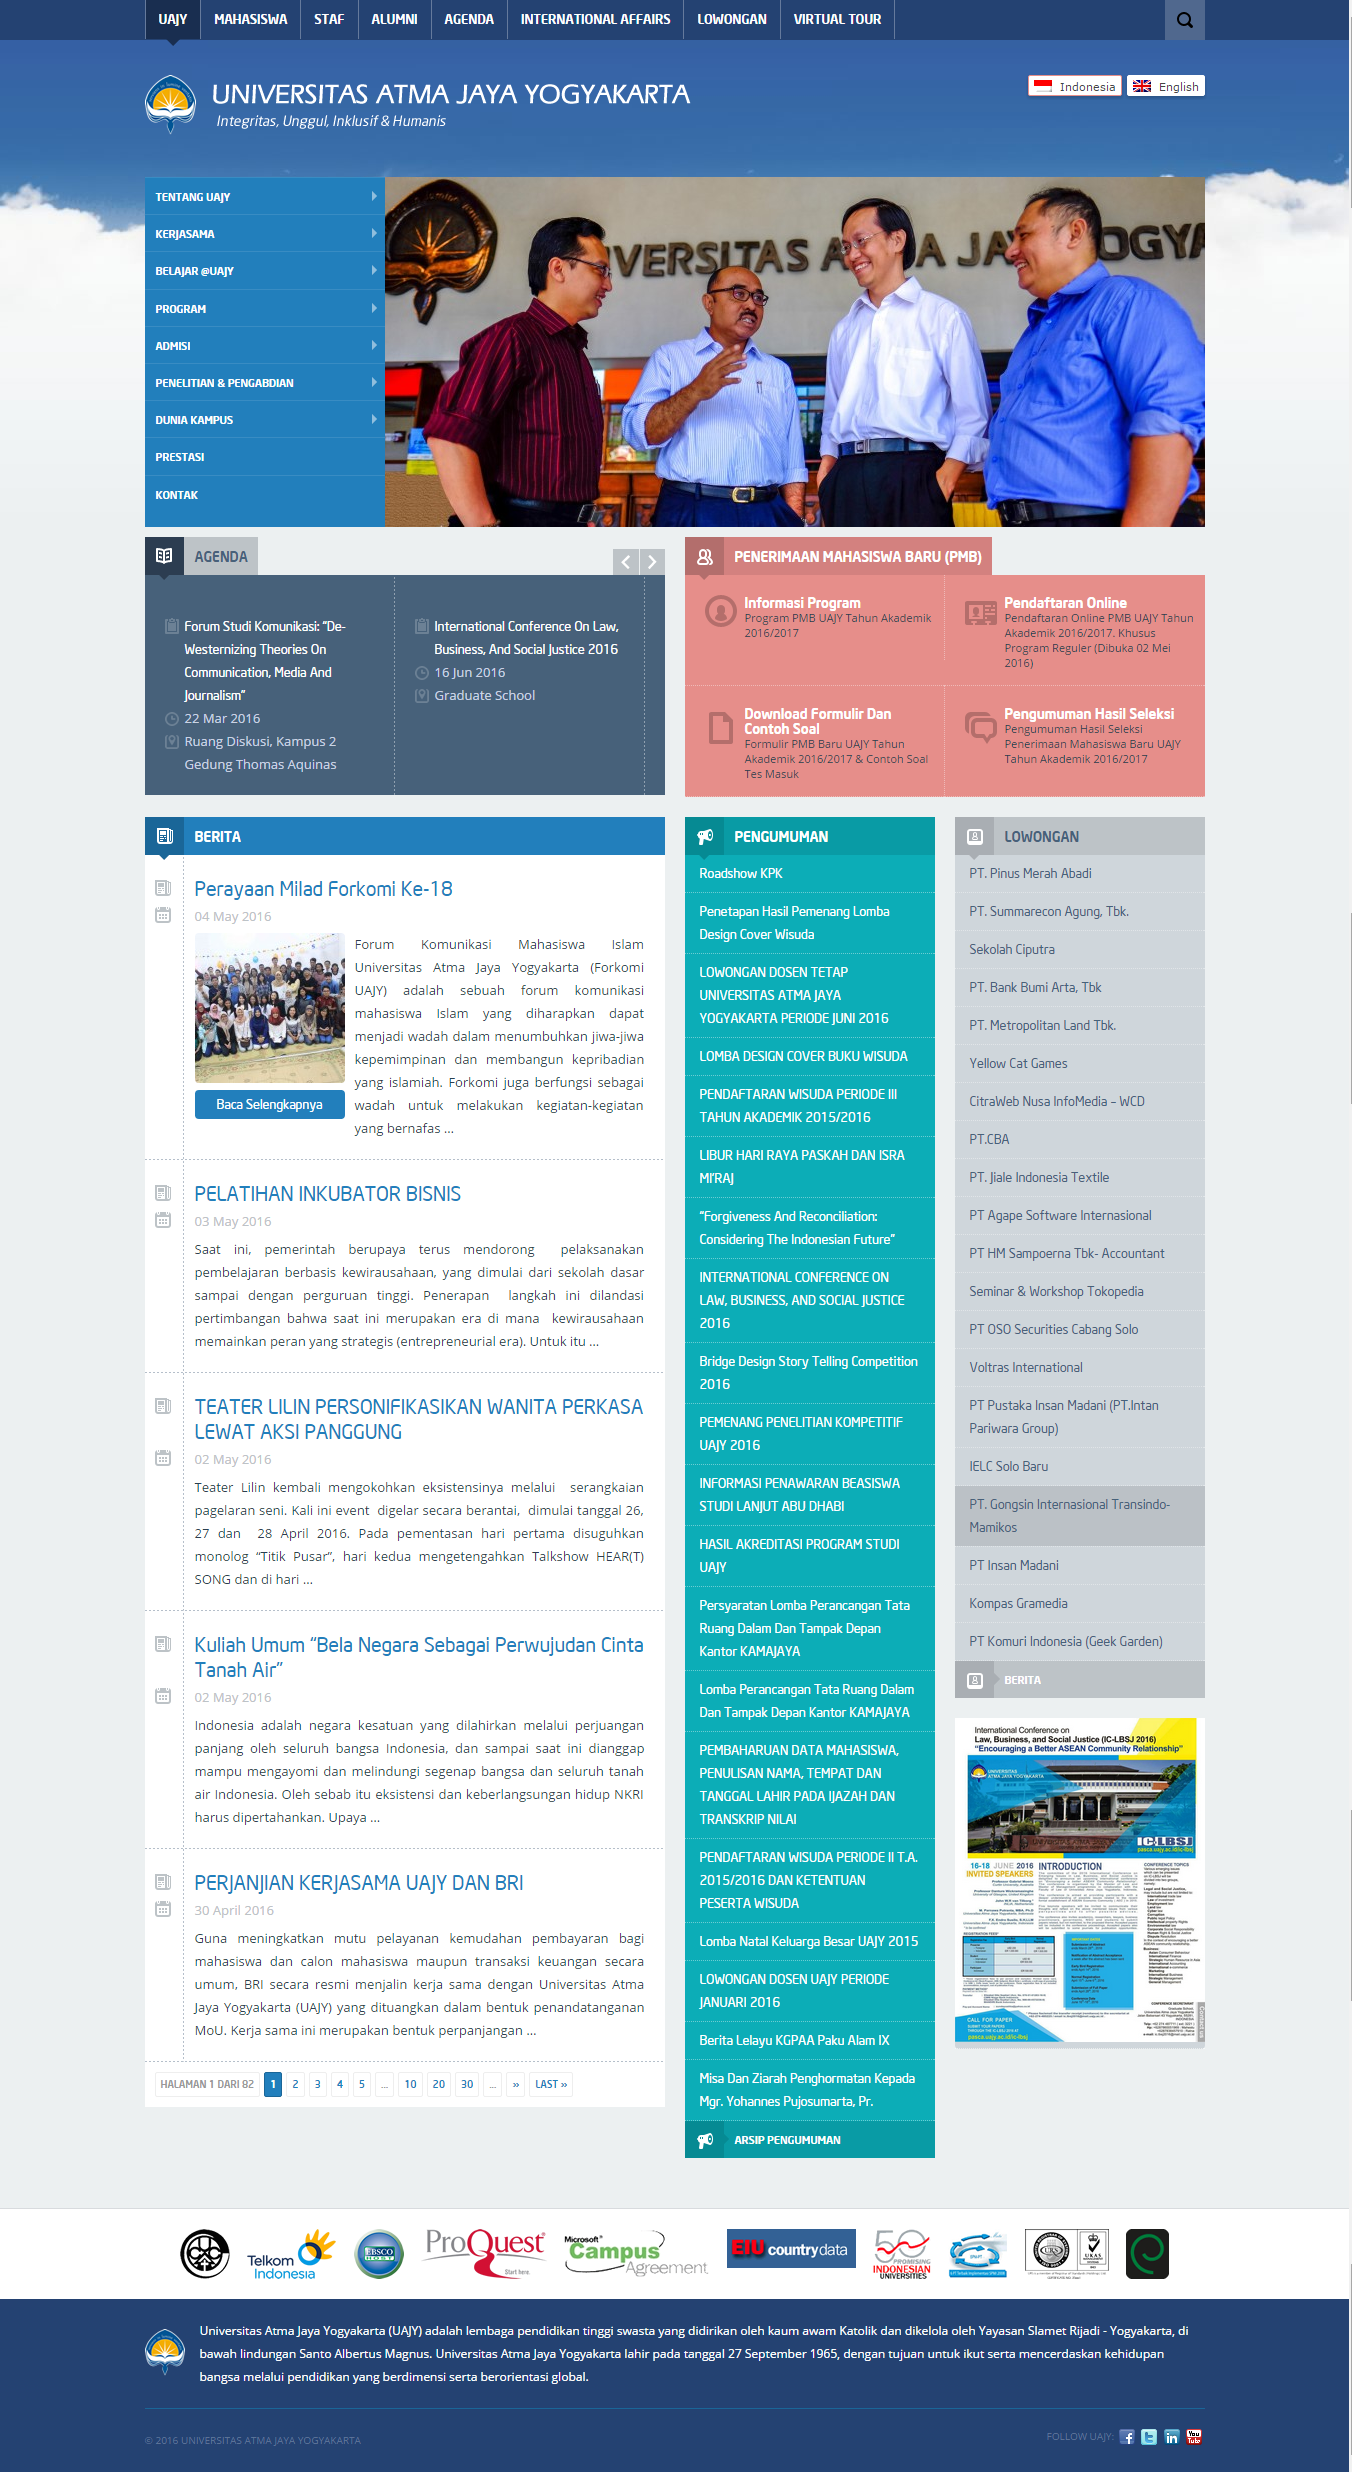 UAJY
MAHASISWA
STAF
ALUMNI
AGENDA
INTERNATIONAL AFFAIRS
LOWONGAN
VIRTUAL TOUR
UNIVERSITAS ATMA JAYA YOGYAKARTA
Integritas, Unggul, Inklusif & Humanis
Indonesia
English
TENTANG UAJY
KERJASAMA
BELAJAR @UAJY
PROGRAM
ADMISI
PENELITIAN & PENGABDIAN
DUNIA KAMPUS
PRESTASI
KONTAK
VERSITAS ATMA JAYA YOGYA
AGENDA
Forum Studi Komunikasi: “De-
Westernizing Theories On
Communication, Media And
Journalism”
22 Mar 2016
Ruang Diskusi, Kampus 2
Gedung Thomas Aquinas
International Conference On Law,
Business, And Social Justice 2016
16 Jun 2016
Graduate School
PENERIMAAN MAHASISWA BARU (PMB)
Informasi Program
Program PMB UAJY Tahun Akademik
2016/2017
Pendaftaran Online
Pendaftaran Online PMB UAJY Tahun
Akademik 2016/2017. Khusus
Program Reguler (Dibuka 02 Mei
2016)
Download Formulir Dan
Contoh Soal
Formulir PMB Baru UAJY Tahun
Akademik 2016/2017 & Contoh Soal
Tes Masuk
Pengumuman Hasil Seleksi
Pengumuman Hasil Seleksi
Penerimaan Mahasiswa Baru UAJY
Tahun Akademik 2016/2017
BERITA
Perayaan Milad Forkomi Ke-18
04 May 2016
Forum Komunikasi Mahasiswa Islam
Universitas Atma Jaya Yogyakarta (Forkomi
UAJY) adalah sebuah forum komunikasi
mahasiswa Islam yang diharapkan dapat
menjadi wadah dalam menumbuhkan jiwa-jiwa
kepemimpinan dan membangun kepribadian
yang islamiah. Forkomi juga berfungsi sebagai
wadah untuk melakukan kegiatan-kegiatan
yang bernafas ...
Baca Selengkapnya
PELATIHAN INKUBATOR BISNIS
03 May 2016
Saat ini, pemerintah berupaya terus mendorong pelaksanakan
pembelajaran berbasis kewirausahaan, yang dimulai dari sekolah dasar
sampai dengan perguruan tinggi. Penerapan langkah ini dilandasi
pertimbangan bahwa saat ini merupakan era di mana kewirausahaan
memainkan peran yang strategis (entrepreneurial era). Untuk itu ...
TEATER LILIN PERSONIFIKASIKAN WANITA PERKASA
LEWAT AKSI PANGGUNG
02 May 2016
Teater Lilin kembali mengokohkan eksistensinya melalui serangkaian
pagelaran seni. Kali ini event digelar secara berantai, dimulai tanggal 26,
27 dan 28 April 2016. Pada pementasan hari pertama disuguhkan
monolog “Titik Pusar”, hari kedua mengetengahkan Talkshow HEAR(T)
SONG dan di hari ...
Kuliah Umum “Bela Negara Sebagai Perwujudan Cinta
Tanah Air”
02 May 2016
Indonesia adalah negara kesatuan yang dilahirkan melalui perjuangan
panjang oleh seluruh bangsa Indonesia, dan sampai saat ini dianggap
mampu mengayomi dan melindungi segenap bangsa dan seluruh tanah
air Indonesia. Oleh sebab itu eksistensi dan keberlangsungan hidup NKRI
harus dipertahankan. Upaya ...
PERJANJIAN KERJASAMA UAJY DAN BRI
30 April 2016
Guna meningkatkan mutu pelayanan kemudahan pembayaran bagi
mahasiswa dan calon mahasiswa maupun transaksi keuangan secara
umum, BRI secara resmi menjalin kerja sama dengan Universitas Atma
Jaya Yogyakarta (UAJY) yang dituangkan dalam bentuk penandatanganan
MoU. Kerja sama ini merupakan bentuk perpanjangan ...
HALAMAN 1 DARI 82 1 2 3 4 5 ... 10 20 30 ... » LAST »
PENGUMUMAN
Roadshow KPK
Penetapan Hasil Pemenang Lomba
Design Cover Wisuda
LOWONGAN DOSEN TETAP
UNIVERSITAS ATMA JAYA
YOGYAKARTA PERIODE JUNI 2016
LOMBA DESIGN COVER BUKU WISUDA
PENDAFTARAN WISUDA PERIODE III
TAHUN AKADEMIK 2015/2016
LIBUR HARI RAYA PASKAH DAN ISRA
MI’RAJ
“Forgiveness And Reconciliation:
Considering The Indonesian Future”
INTERNATIONAL CONFERENCE ON
LAW, BUSINESS, AND SOCIAL JUSTICE
2016
Bridge Design Story Telling Competition
2016
PEMENANG PENELITIAN KOMPETITIF
UAJY 2016
INFORMASI PENAWARAN BEASISWA
STUDI LANJUT ABU DHABI
HASIL AKREDITASI PROGRAM STUDI
UAJY
Persyaratan Lomba Perancangan Tata
Ruang Dalam Dan Tampak Depan
Kantor KAMAJAYA
Lomba Perancangan Tata Ruang Dalam
Dan Tampak Depan Kantor KAMAJAYA
PEMBAHARUAN DATA MAHASISWA,
PENULISAN NAMA, TEMPAT DAN
TANGGAL LAHIR PADA IJAZAH DAN
TRANSKRIP NILAI
PENDAFTARAN WISUDA PERIODE II T.A.
2015/2016 DAN KETENTUAN
PESERTA WISUDA
Lomba Natal Keluarga Besar UAJY 2015
LOWONGAN DOSEN UAJY PERIODE
JANUARI 2016
Berita Lelayu KGPAA Paku Alam IX
Misa Dan Ziarah Penghormatan Kepada
Mgr. Yohannes Pujosumarta, Pr.
ARSIP PENGUMUMAN
LOWONGAN
PT. Pinus Merah Abadi
PT. Summarecon Agung, Tbk.
Sekolah Ciputra
PT. Bank Bumi Arta, Tbk
PT. Metropolitan Land Tbk.
Yellow Cat Games
CitraWeb Nusa InfoMedia – WCD
PT.CBA
PT. Jiale Indonesia Textile
PT Agape Software Internasional
PT HM Sampoerna Tbk- Accountant
Seminar & Workshop Tokopedia
PT OSO Securities Cabang Solo
Voltras International
PT Pustaka Insan Madani (PT.Intan
Pariwara Group)
IELC Solo Baru
PT. Gongsin Internasional Transindo-
Mamikos
PT Insan Madani
Kompas Gramedia
PT Komuri Indonesia (Geek Garden)
BERITA
International Conference on
Law, Business, and Social Justice (IC-LBSJ 2016)
“Encouraging a Better ASEAN Community Relationship”
UNIVERSITAS
ATMA JAYA YOGYAKARTA
IC-LBSJ
pasca.uajy.ac.id/ic-lbsj
16-18 JUNE 2016
INVITED SPEAKERS
INTRODUCTION
CONFERENCE TOPICS
CONFERENCE SECRETARIAT
CALL FOR PAPER
pasca.uajy.ac.id/ic-lbsj
Telkom
Indonesia
EBSCO
HOST
ProQuest
Start here.
Microsoft®
Campus
Agreement
EIU countrydata
50
PROMISING
INDONESIAN
UNIVERSITIES
URS
UKAS
Universitas Atma Jaya Yogyakarta (UAJY) adalah lembaga pendidikan tinggi swasta yang didirikan oleh kaum awam Katolik dan dikelola oleh Yayasan Slamet Rijadi - Yogyakarta, di
bawah lindungan Santo Albertus Magnus. Universitas Atma Jaya Yogyakarta lahir pada tanggal 27 September 1965, dengan tujuan untuk ikut serta mencerdaskan kehidupan
bangsa melalui pendidikan yang berdimensi serta berorientasi global.
© 2016 UNIVERSITAS ATMA JAYA YOGYAKARTA
FOLLOW UAJY: